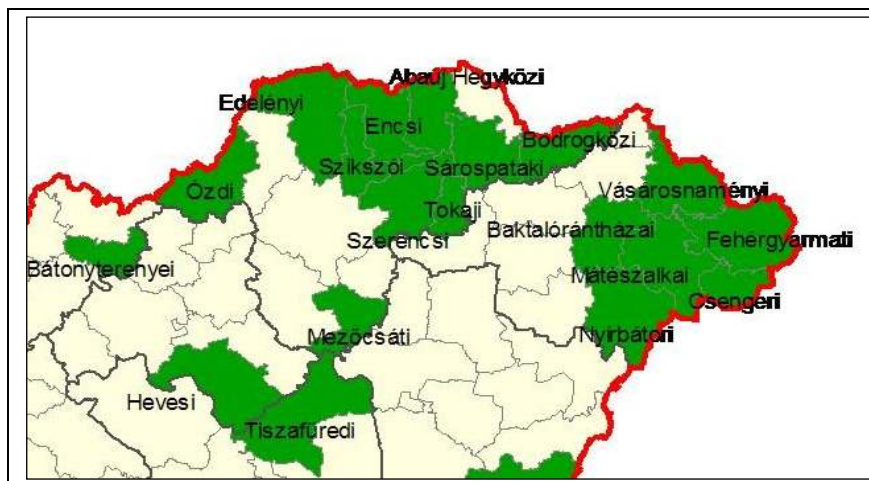 Abaúj Hegyközi
Edelényi
Encsi
Bodrogközi
Szikszói
Sárospataki
Ózdi
Vásárosnaményi
Tokaji
Baktalórántházai
Szerencsi
Fehérgyarmati
Bátonyterenyei
Mátészalkai
Csengeri
Mezőcsáti
Nyírbátori
Hevesi
Tiszafüredi